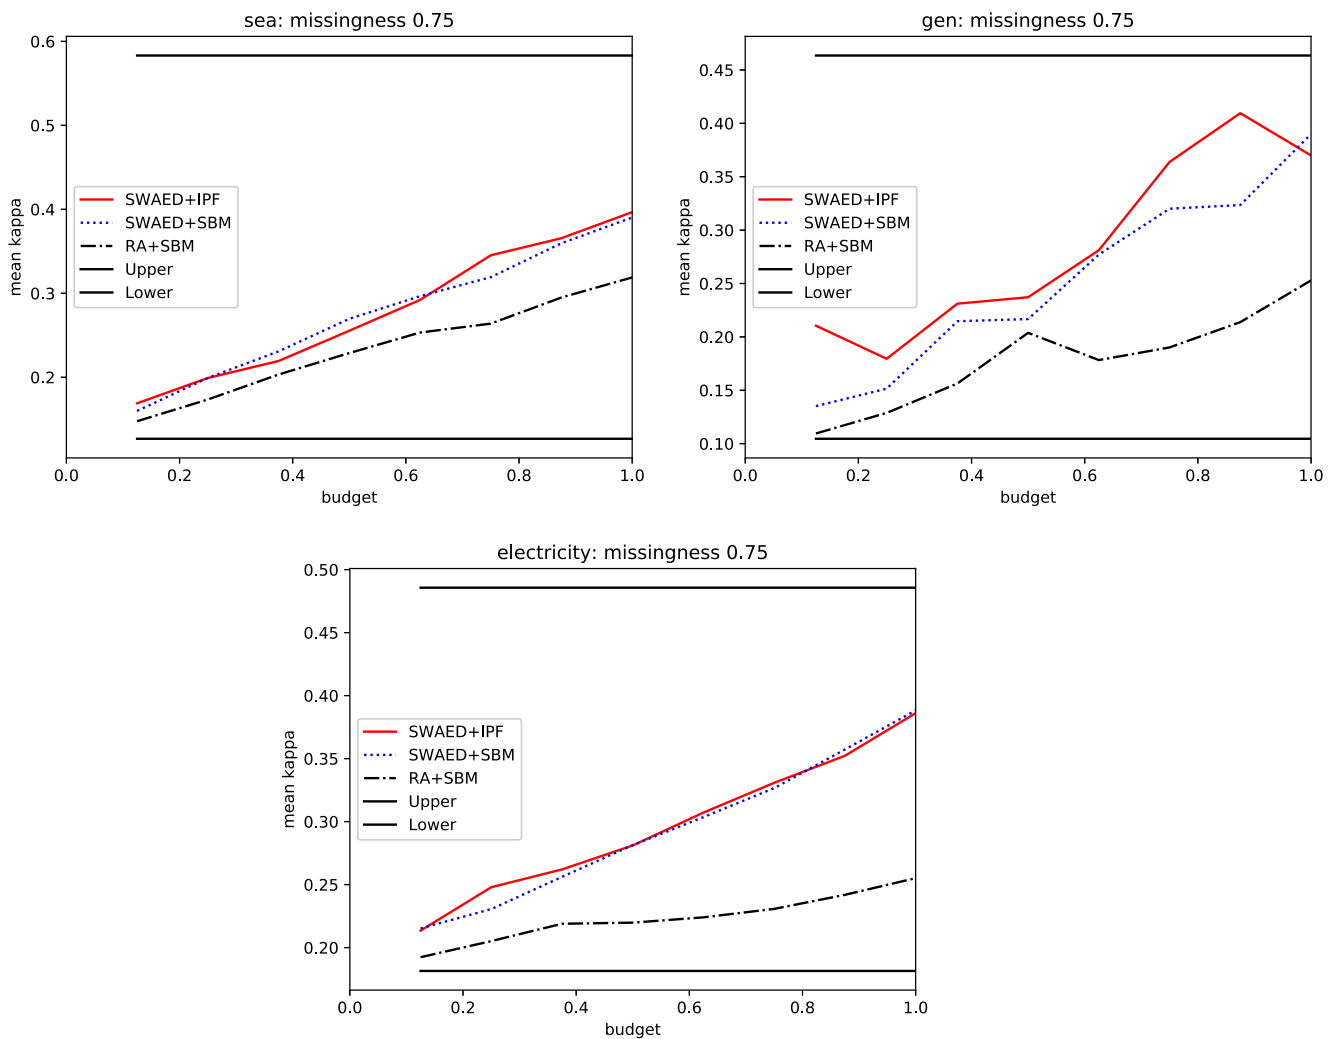 sea: missingness 0.75
0.6
0.5
0.4
0.3
0.2
mean kappa
SWAED+IPF
SWAED+SBM
RA+SBM
Upper
Lower
0.0 0.2 0.4 0.6 0.8 1.0
budget
gen: missingness 0.75
0.45
0.40
0.35
0.30
0.25
0.20
0.15
0.10
mean kappa
SWAED+IPF
SWAED+SBM
RA+SBM
Upper
Lower
0.0 0.2 0.4 0.6 0.8 1.0
budget
electricity: missingness 0.75
0.50
0.45
0.40
0.35
0.30
0.25
0.20
mean kappa
SWAED+IPF
SWAED+SBM
RA+SBM
Upper
Lower
0.0 0.2 0.4 0.6 0.8 1.0
budget